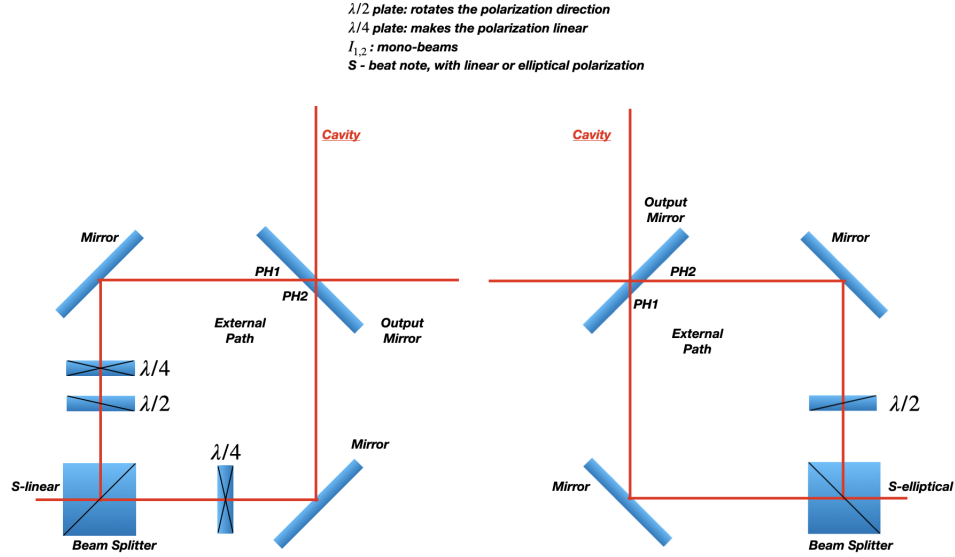 λ/2 plate: rotates the polarization direction
λ/4 plate: makes the polarization linear
I1,2 : mono-beams
S - beat note, with linear or elliptical polarization
Cavity
Mirror
PH1
PH2
External
Path
Output
Mirror
λ/4
λ/2
λ/4
Mirror
S-linear
Beam Splitter
Cavity
Output
Mirror
Mirror
PH2
PH1
External
Path
λ/2
Mirror
S-elliptical
Beam Splitter